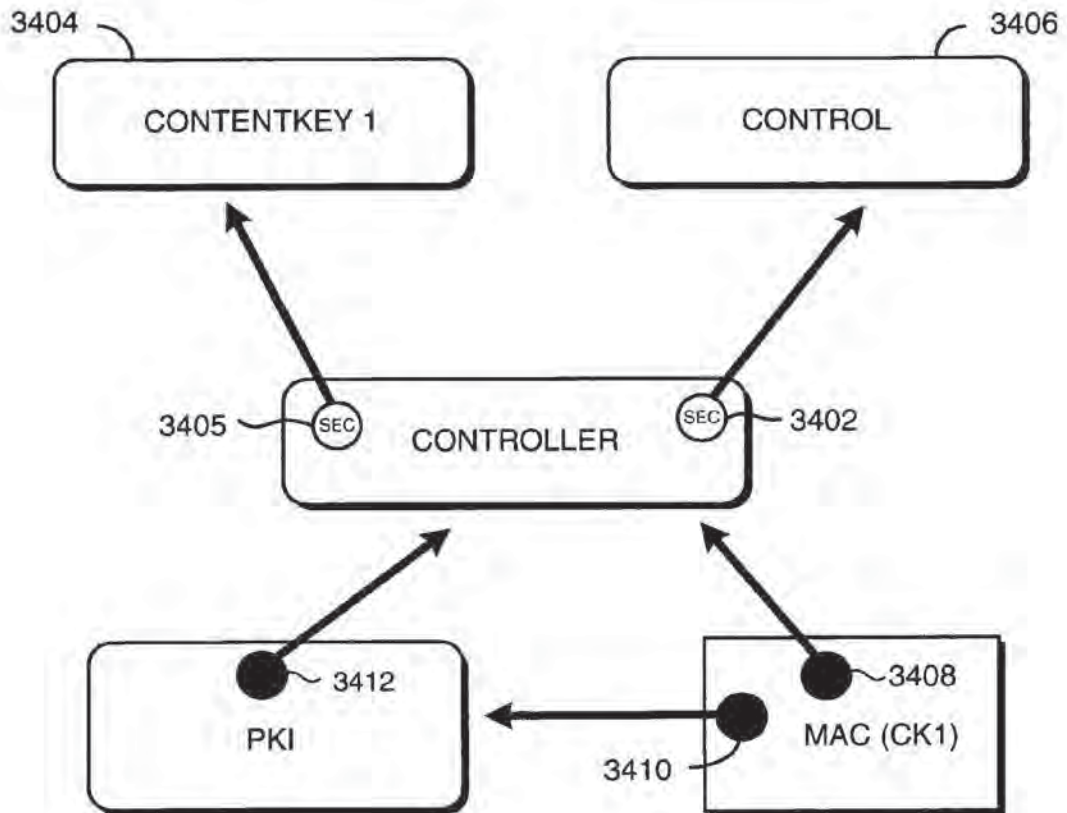 3404
3406
CONTENTKEY 1
CONTROL
3405
SEC
CONTROLLER
SEC
3402
3412
PKI
3408
MAC (CK1)
3410